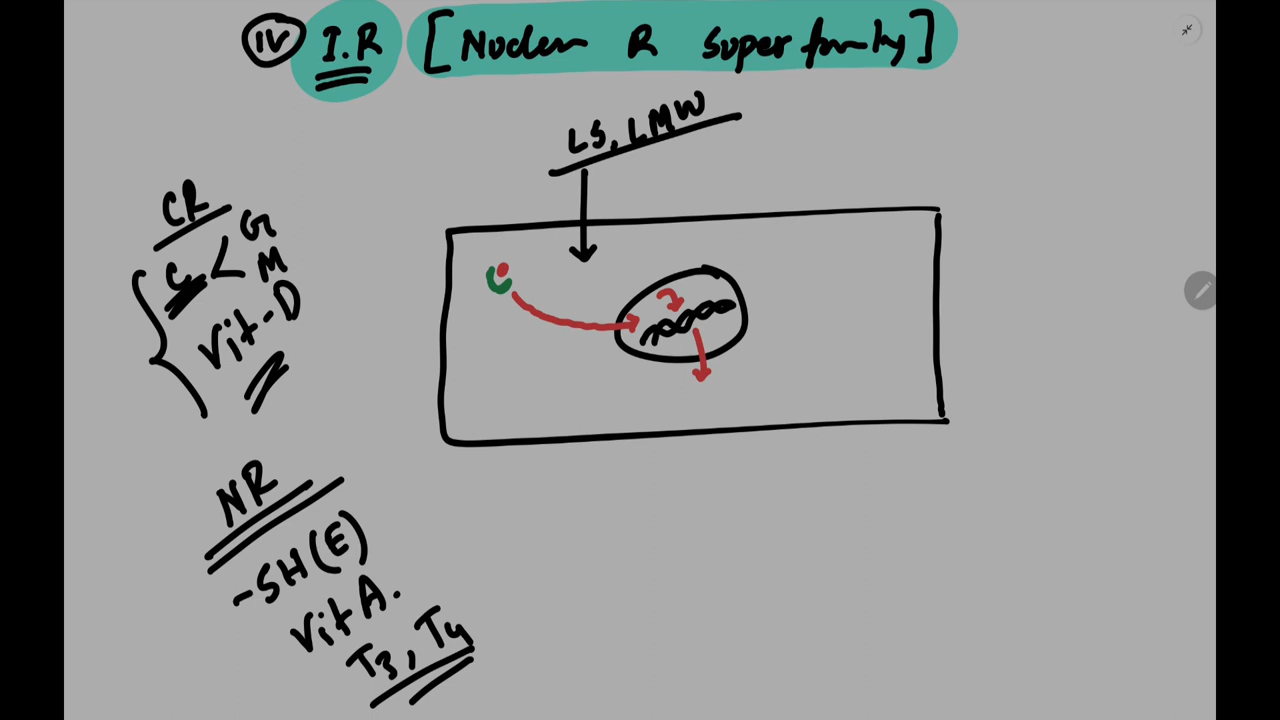 IV I.R [Nuclear R Superfamily]
LS, LMW
CR
C < G
M
Vit-D
NR
-SH(E)
Vit A.
T3, T4